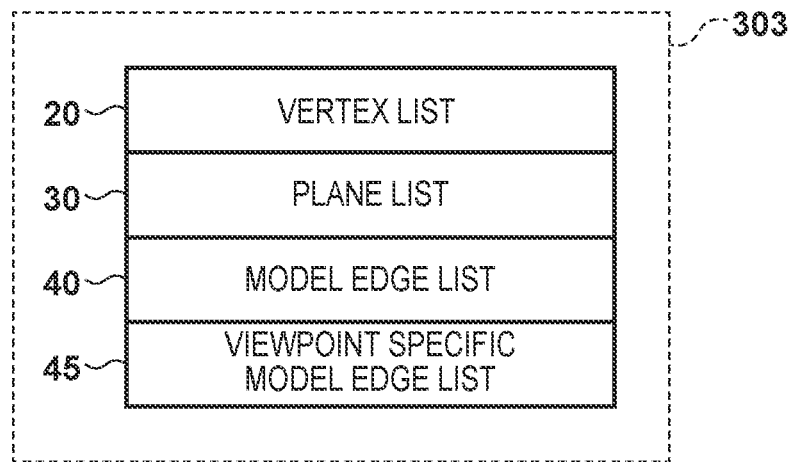 303
20 VERTEX LIST
30 PLANE LIST
40 MODEL EDGE LIST
45 VIEWPOINT SPECIFIC
MODEL EDGE LIST